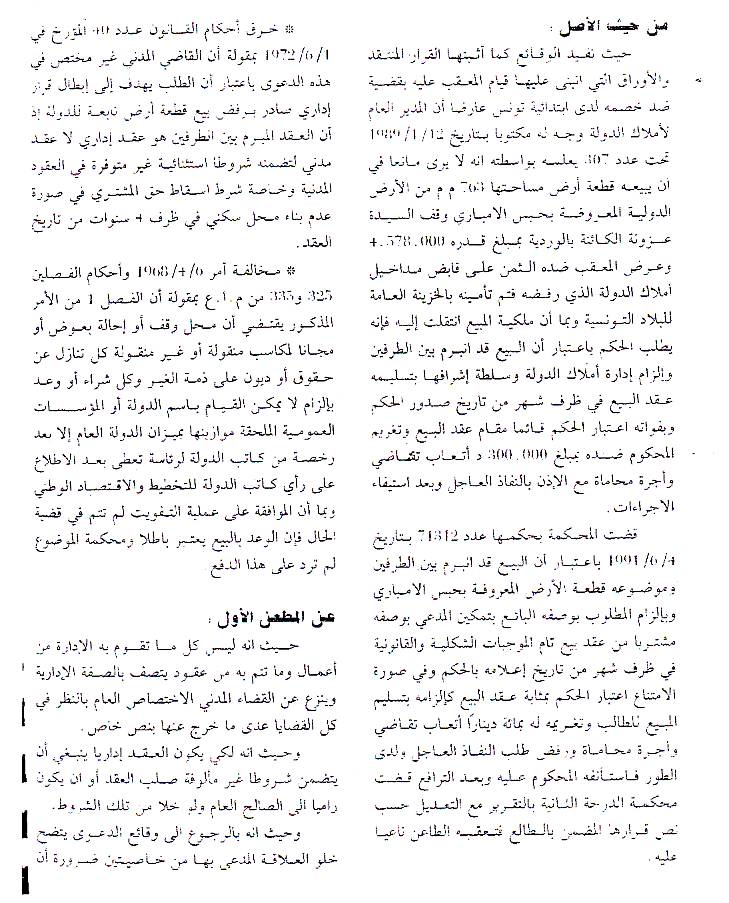 من حيث الأصل :
حيث تفيد الوقائع كما أثبتها القرار المنتقد
والأوراق التي انبنى عليها قيام المعقب عليه بقضية
ضد خصمه لدى ابتدائية تونس عارضا أن المدير العام
لأملاك الدولة وجه له مكتوبا بتاريخ 1989/1/12
تحت عدد 307 يعلمه بواسطته انه لا يرى مانعا في
أن يبيعه قطعة أرض مساحتها 763 م م من الأرض
الدولية المعروضة بحبس الامباري وقف السيدة
عزونة الكائنة بالوردية بمبلغ قدره 4.578.000
وعرض المعقب ضده الثمن على قابض مداخيل
أملاك الدولة الذي رفضه فتم تأمينه بالخزينة العامة
للبلاد التونسية وبما أن ملكية المبيع انتقلت إليه فإنه
يطلب الحكم باعتبار أن البيع قد انبرم بين الطرفين
وإلزام إدارة أملاك الدولة وسلطة إشرافها بتسليمه
عقد البيع في ظرف شهر من تاريخ صدور الحكم
وبفواته اعتبار الحكم قائما مقام عقد البيع وتغريم
المحكوم ضده بمبلغ 300.000 د أتعاب تقاضي
وأجرة محاماة مع الإذن بالنفاذ العاجل وبعد استيفاء
الاجراءات.
قضت المحكمة بحكمها عدد 74312 بتاريخ
1991/6/4 باعتبار أن البيع قد انبرم بين الطرفين
وموضوعه قطعة الأرض المعروفة بحبس الامباري
وبإلزام المطلوب بوصفه البائع بتمكين المدعي بوصفه
مشتريا من عقد بيع تام الموجبات الشكلية والقانونية
في ظرف شهر من تاريخ إعلامه بالحكم وفي صورة
الامتناع اعتبار الحكم بمثابة عقد البيع كإلزامه بتسليم
المبيع للطالب وتغريمه له بمائة دينارا أتعاب تقاضي
وأجرة محاماة ورفض طلب النفاذ العاجل ولدى
الطور فاستأنفه المحكوم عليه وبعد الترافع قضت
محكمة الدرجة الثانية بالتقرير مع التعديل حسب
نص قرارها المضمن بالطالع فتعقبه الطاعن ناعيا
عليه.
* خرق أحكام القانون عدد 40 المؤرخ في
1972/6/1 بمقولة أن القاضي المدني غير مختص في
هذه الدعوى باعتبار أن الطلب يهدف إلى إبطال قرار
إداري صادر برفض بيع قطعة أرض تابعة للدولة إذ
أن العقد المبرم بين الطرفين هو عقد إداري لا عقد
مدني لتضمنه شروطا استثنائية غير متوفرة في العقود
المدنية وخاصة شرط اسقاط حق المشتري في صورة
عدم بناء محل سكني في ظرف 4 سنوات من تاريخ
العقد.
* مخالفة أمر 1968/4/6 وأحكام الفصلين
325 و335 من م.إ.ع بمقولة أن الفصل 1 من الأمر
المذكور يقتضي أن محل وقف أو إحالة بعوض أو
مجانا لمكاسب منقولة أو غير منقولة كل تنازل عن
حقوق أو ديون على ذمة الغير وكل شراء أو وعد
بإلزام لا يمكن القيام باسم الدولة أو المؤسسات
العمومية الملحقة موازينها بميزان الدولة العام إلا بعد
رخصة من كاتب الدولة لرئاسة تعطى بعد الاطلاع
على رأي كاتب الدولة للتخطيط والاقتصاد الوطني
وبما أن الموافقة على عملية التفويت لم تتم في قضية
الحال فإن الوعد بالبيع يعتبر باطلا ومحكمة الموضوع
لم ترد على هذا الدفع.
عن المطعن الأول :
حيث انه ليس كل ما تقوم به الإدارة من
أعمال وما تتم به من عقود يتصف بالصفة الإدارية
وينزع عن القضاء المدني الاختصاص العام بالنظر في
كل القضايا عدى ما خرج عنها بنص خاص.
وحيث انه لكي يكون العقد إداريا ينبغي أن
يتضمن شروطا غير مألوفة صلب العقد أو ان يكون
راميا الى الصالح العام ولو خلا من تلك الشروط.
وحيث انه بالرجوع الى وقائع الدعوى يتضح
خلو العلاقة المدعي بها من خاصيتين ضرورة أن